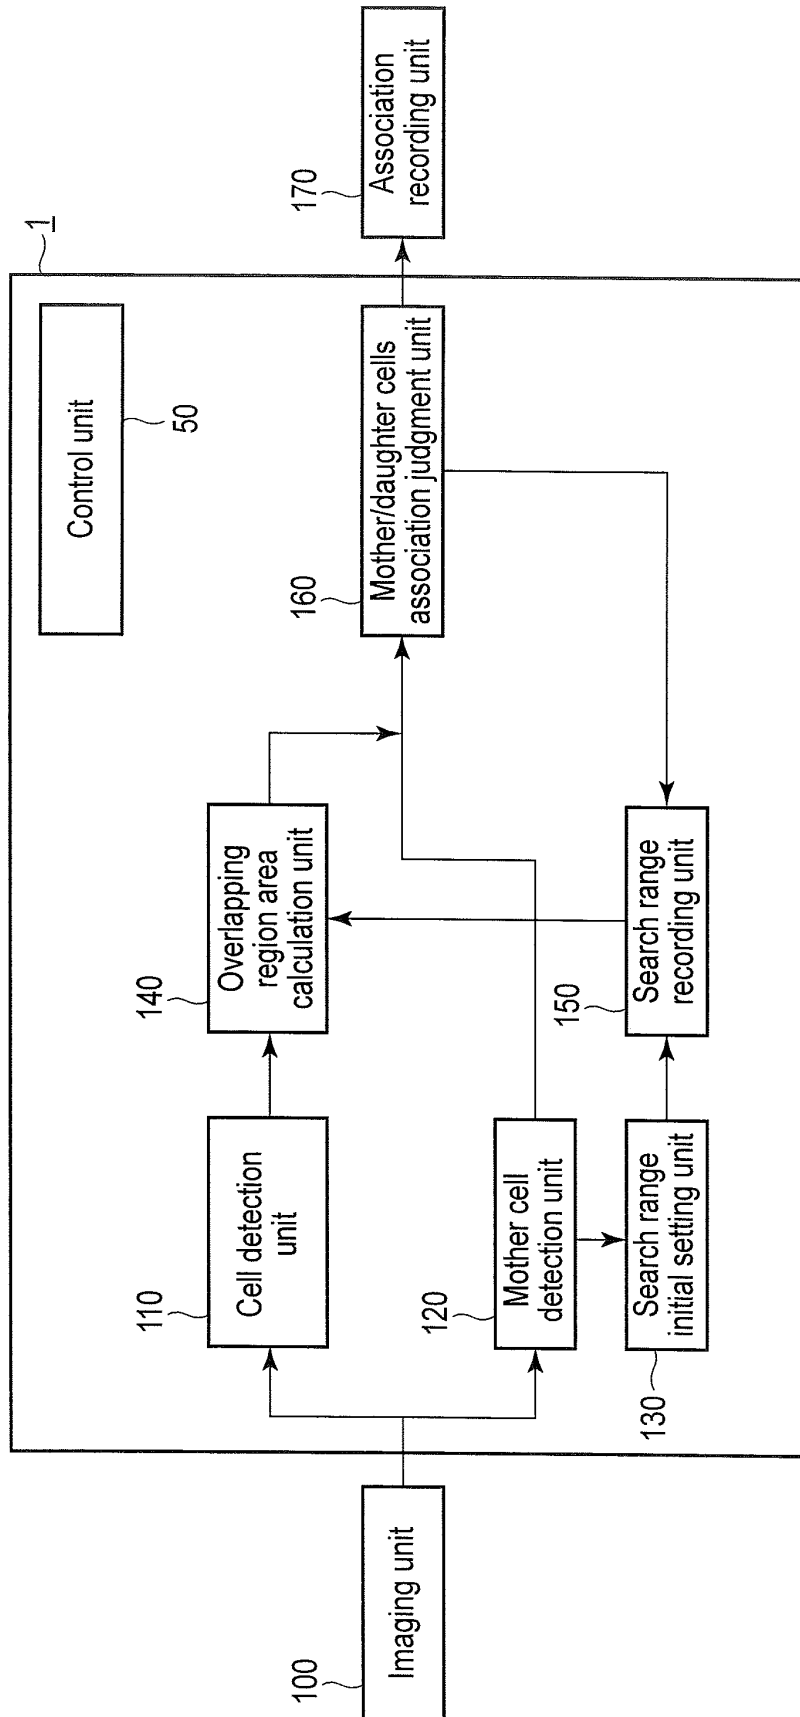 1
Control unit
50
100
Imaging unit
110
Cell detection
unit
140
Overlapping
region area
calculation unit
160
Mother/daughter cells
association judgment unit
170
Association
recording unit
120
Mother cell
detection unit
130
Search range
initial setting unit
150
Search range
recording unit